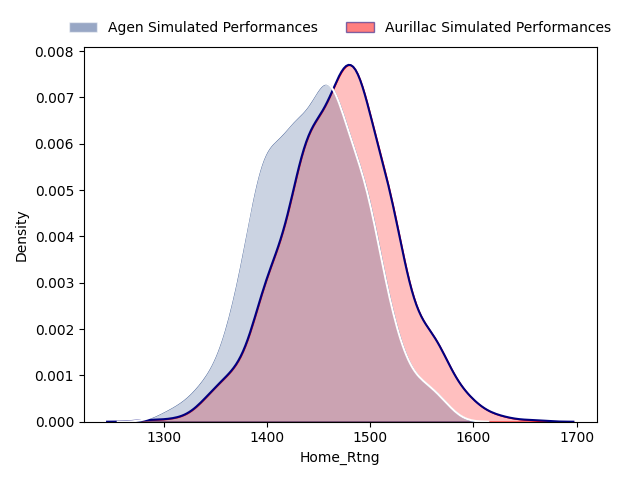 Agen Simulated Performances
Aurillac Simulated Performances
0.008
0.007
0.006
0.005
0.004
0.003
0.002
0.001
0.000
Density
1300 1400 1500 1600 1700
Home_Rtng